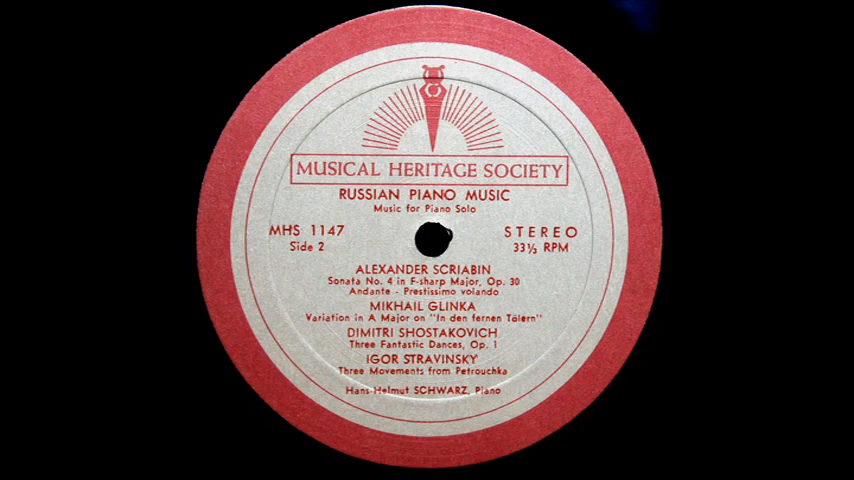 MUSICAL HERITAGE SOCIETY
RUSSIAN PIANO MUSIC
Music for Piano Solo
MHS 1147
Side 2
STEREO
33⅓ RPM
ALEXANDER SCRIABIN
Sonata No. 4 in F-sharp Major, Op. 30
Andante - Prestissimo volando
MIKHAIL GLINKA
Variation in A Major on "In den fernen Tälern"
DIMITRI SHOSTAKOVICH
Three Fantastic Dances, Op. 1
IGOR STRAVINSKY
Three Movements from Petrouchka
Hans-Helmut SCHWARZ, Piano